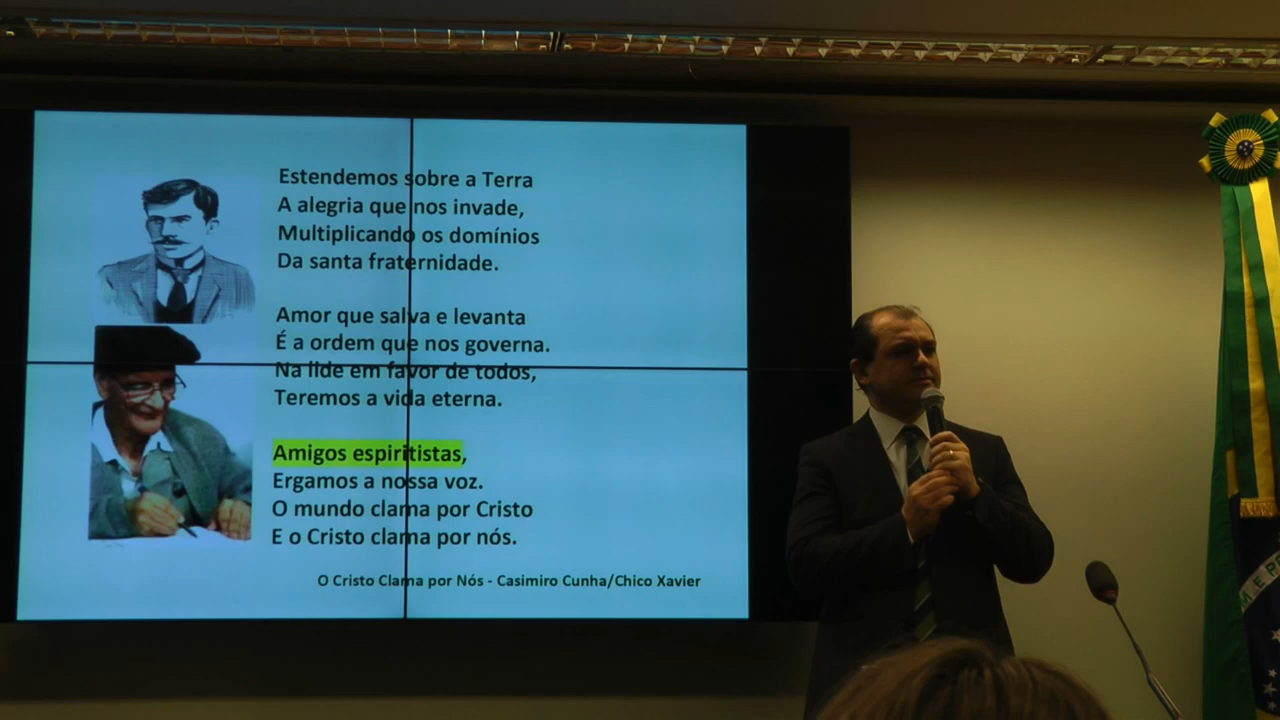 Estendemos sobre a Terra
A alegria que nos invade,
Multiplicando os domínios
Da santa fraternidade.
Amor que salva e levanta
É a ordem que nos governa.
Na lide em favor de todos,
Teremos a vida eterna.
Amigos espiritistas,
Ergamos a nossa voz.
O mundo clama por Cristo
E o Cristo clama por nós.
O Cristo Clama por Nós - Casimiro Cunha/Chico Xavier
M E P